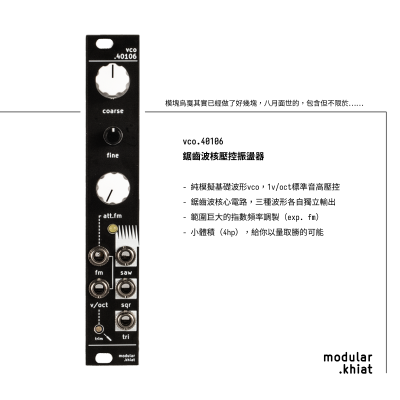 vco
.40106
coarse
fine
att.fm
fm
saw
v/oct
sqr
trim
tri
modular
.khiat
模塊烏戞其實已經做了好幾塊，八月面世的，包含但不限於......
vco.40106
鋸齒波核壓控振盪器
- 純模擬基礎波形vco，1v/oct標準音高壓控
- 鋸齒波核心電路，三種波形各自獨立輸出
- 範圍巨大的指數頻率調製（exp. fm）
- 小體積（4hp），給你以量取勝的可能
modular
.khiat